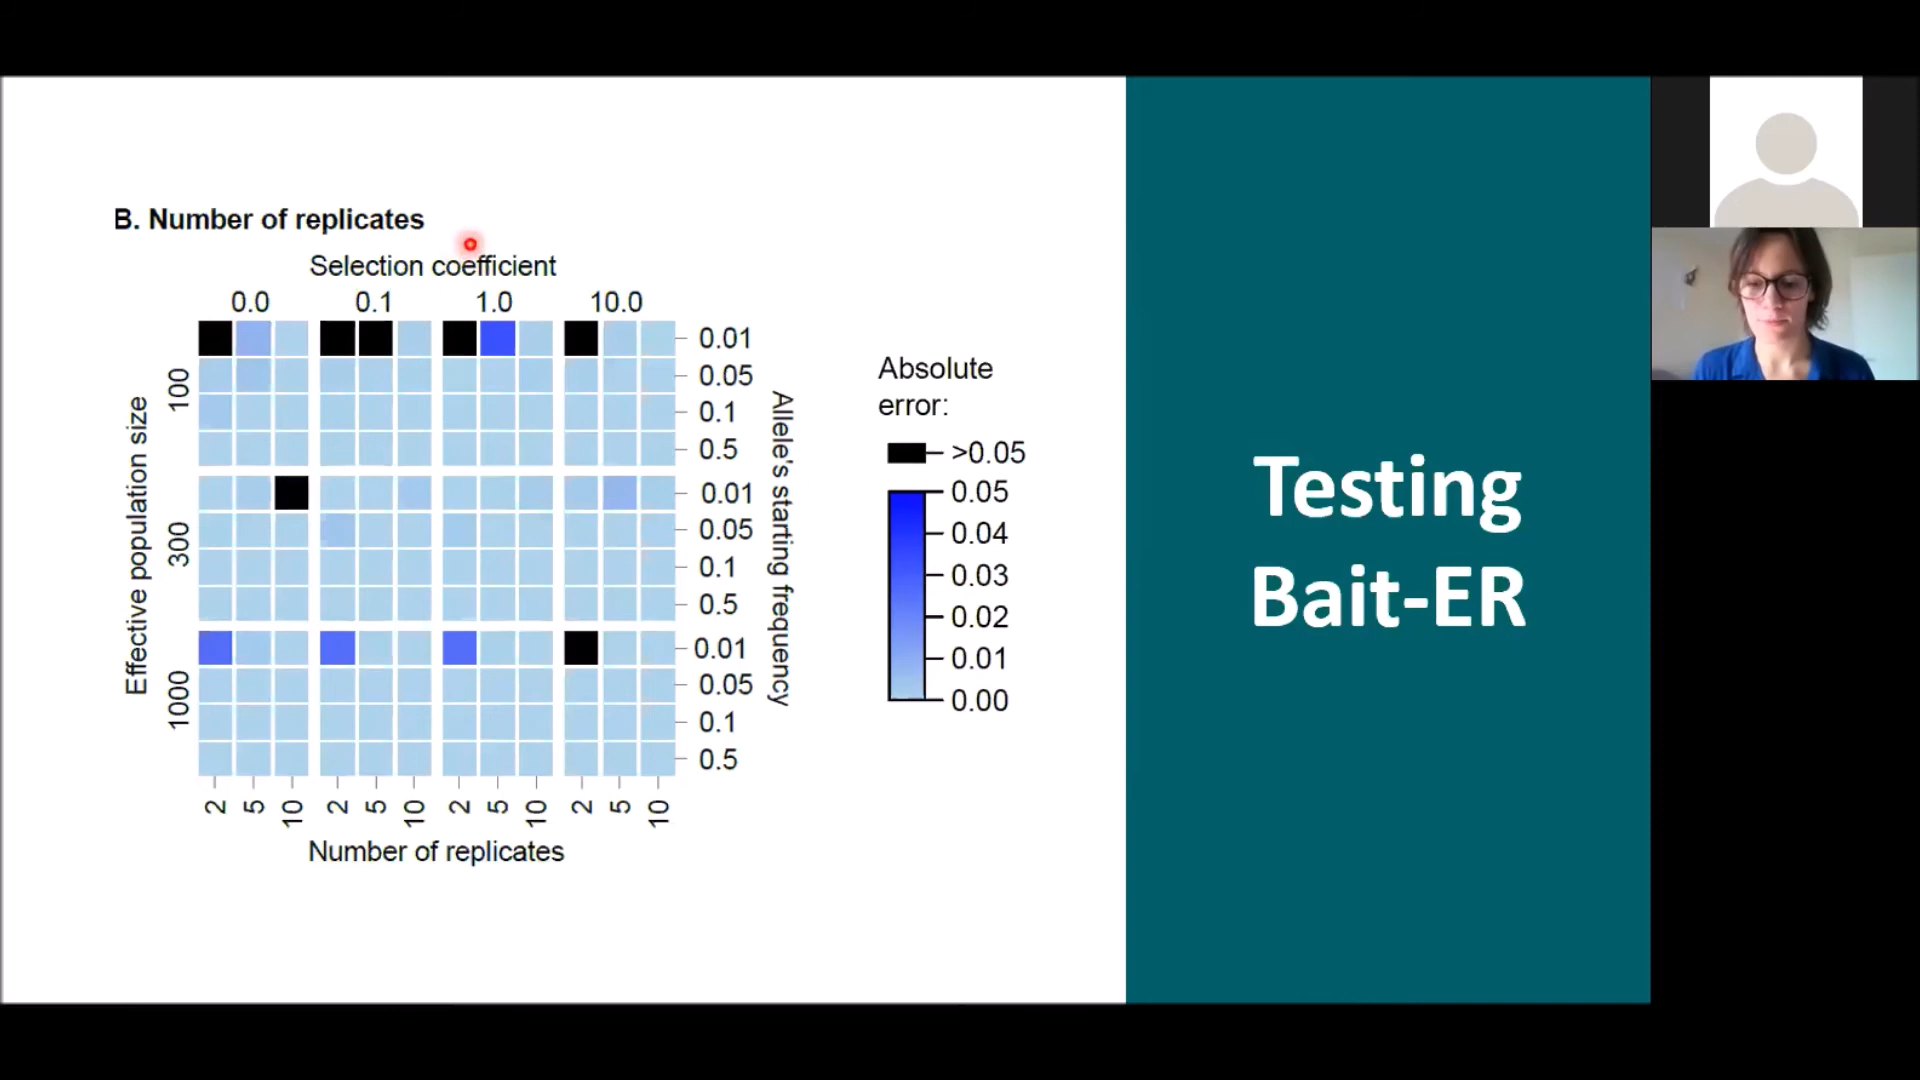 B. Number of replicates
Selection coefficient
0.0 0.1 1.0 10.0
Effective population size
100
300
1000
0.01
0.05
0.1
0.5
0.01
0.05
0.1
0.5
0.01
0.05
0.1
0.5
Allele's starting frequency
2 5 10 2 5 10 2 5 10 2 5 10
Number of replicates
Absolute
error:
>0.05
0.05
0.04
0.03
0.02
0.01
0.00
Testing
Bait-ER